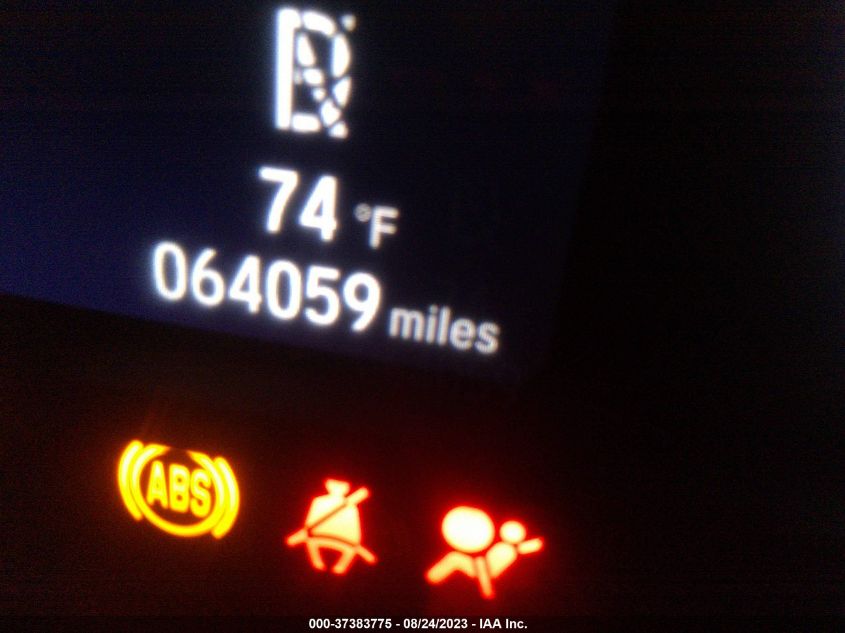 74 °F
064059 miles
ABS
000-37383775 - 08/24/2023 - IAA Inc.